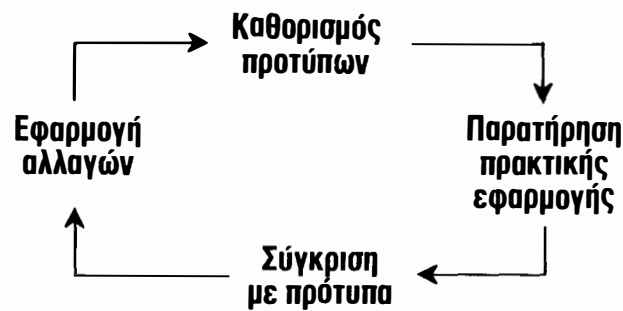 Καθορισμός
προτύπων
Παρατήρηση
πρακτικής
εφαρμογής
Σύγκριση
με πρότυπα
Εφαρμογή
αλλαγών